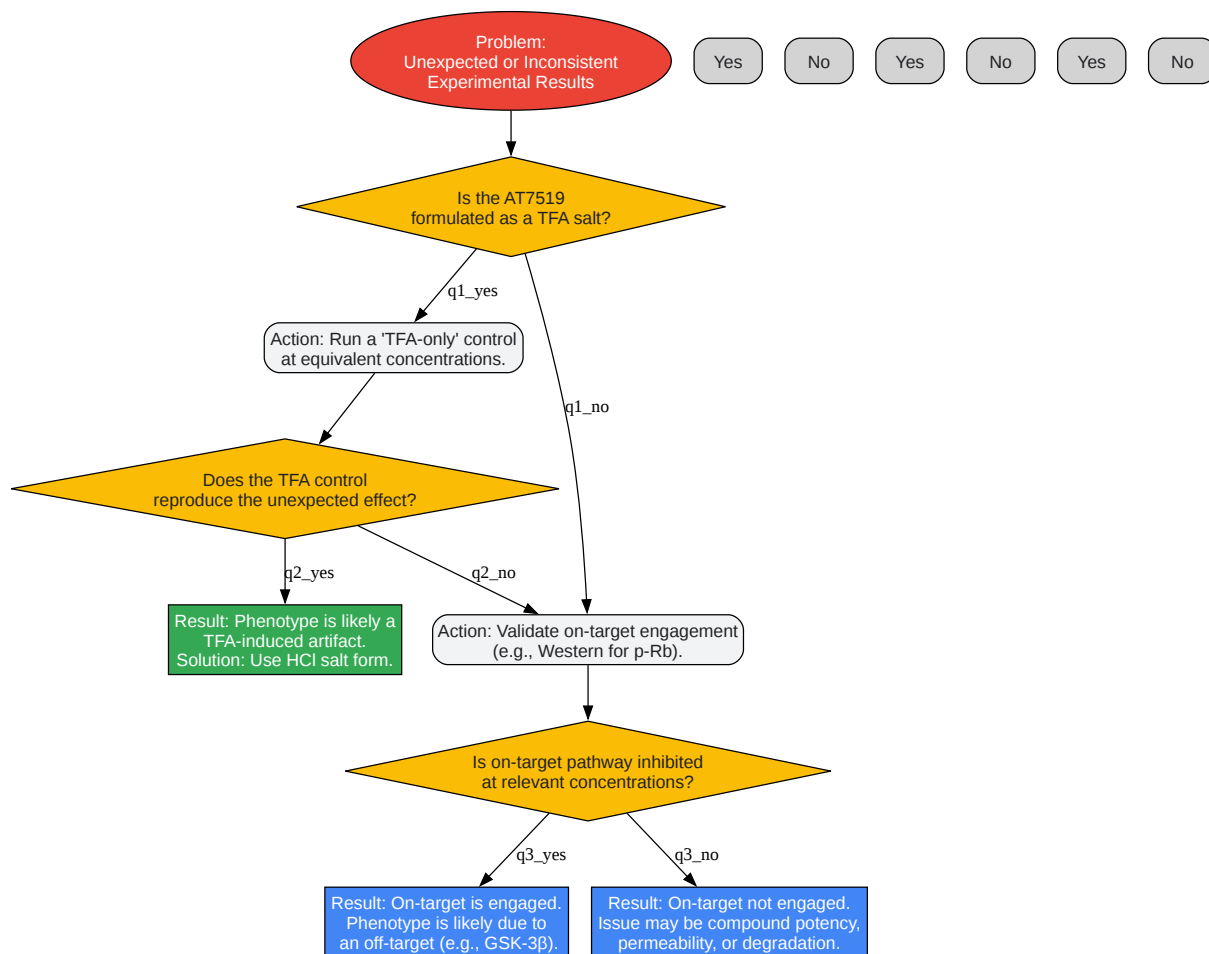 Problem:
Unexpected or Inconsistent
Experimental Results
Yes
No
Yes
No
Yes
No
Is the AT7519
formulated as a TFA salt?
q1_yes
Action: Run a 'TFA-only' control
at equivalent concentrations.
q1_no
Does the TFA control
reproduce the unexpected effect?
q2_yes
q2_no
Result: Phenotype is likely a
TFA-induced artifact.
Solution: Use HCl salt form.
Action: Validate on-target engagement
(e.g., Western for p-Rb).
Is on-target pathway inhibited
at relevant concentrations?
q3_yes
q3_no
Result: On-target is engaged.
Phenotype is likely due to
an off-target (e.g., GSK-3β).
Result: On-target not engaged.
Issue may be compound potency,
permeability, or degradation.